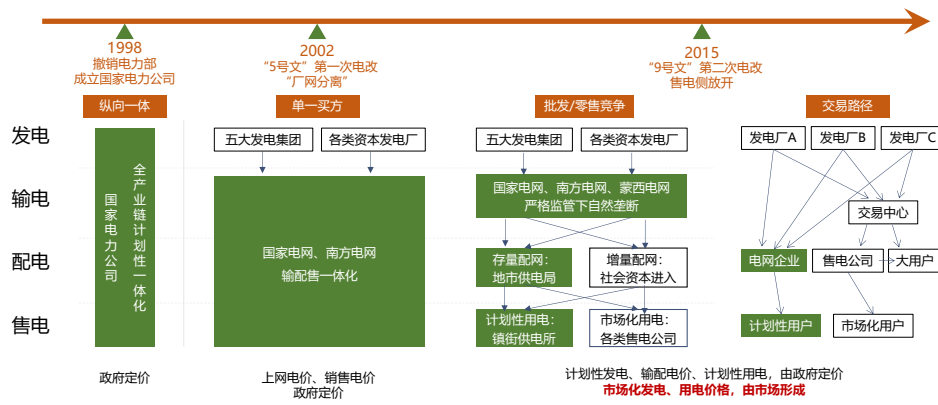 1998
撤销电力部
成立国家电力公司
2002
“5号文”第一次电改
“厂网分离”
2015
“9号文”第二次电改
售电侧放开
纵向一体
单一买方
批发/零售竞争
交易路径
发电
输电
配电
售电
国家电力公司
全产业链计划性一体化
五大发电集团
各类资本发电厂
国家电网、南方电网
输配售一体化
五大发电集团
各类资本发电厂
国家电网、南方电网、蒙西电网
严格监管下自然垄断
存量配网：
地市供电局
增量配网：
社会资本进入
计划性用电：
镇街供电所
市场化用电：
各类售电公司
发电厂A
发电厂B
发电厂C
交易中心
电网企业
售电公司
大用户
计划性用户
市场化用户
政府定价
上网电价、销售电价
政府定价
计划性发电、输配电价、计划性用电，由政府定价
市场化发电、用电价格，由市场形成